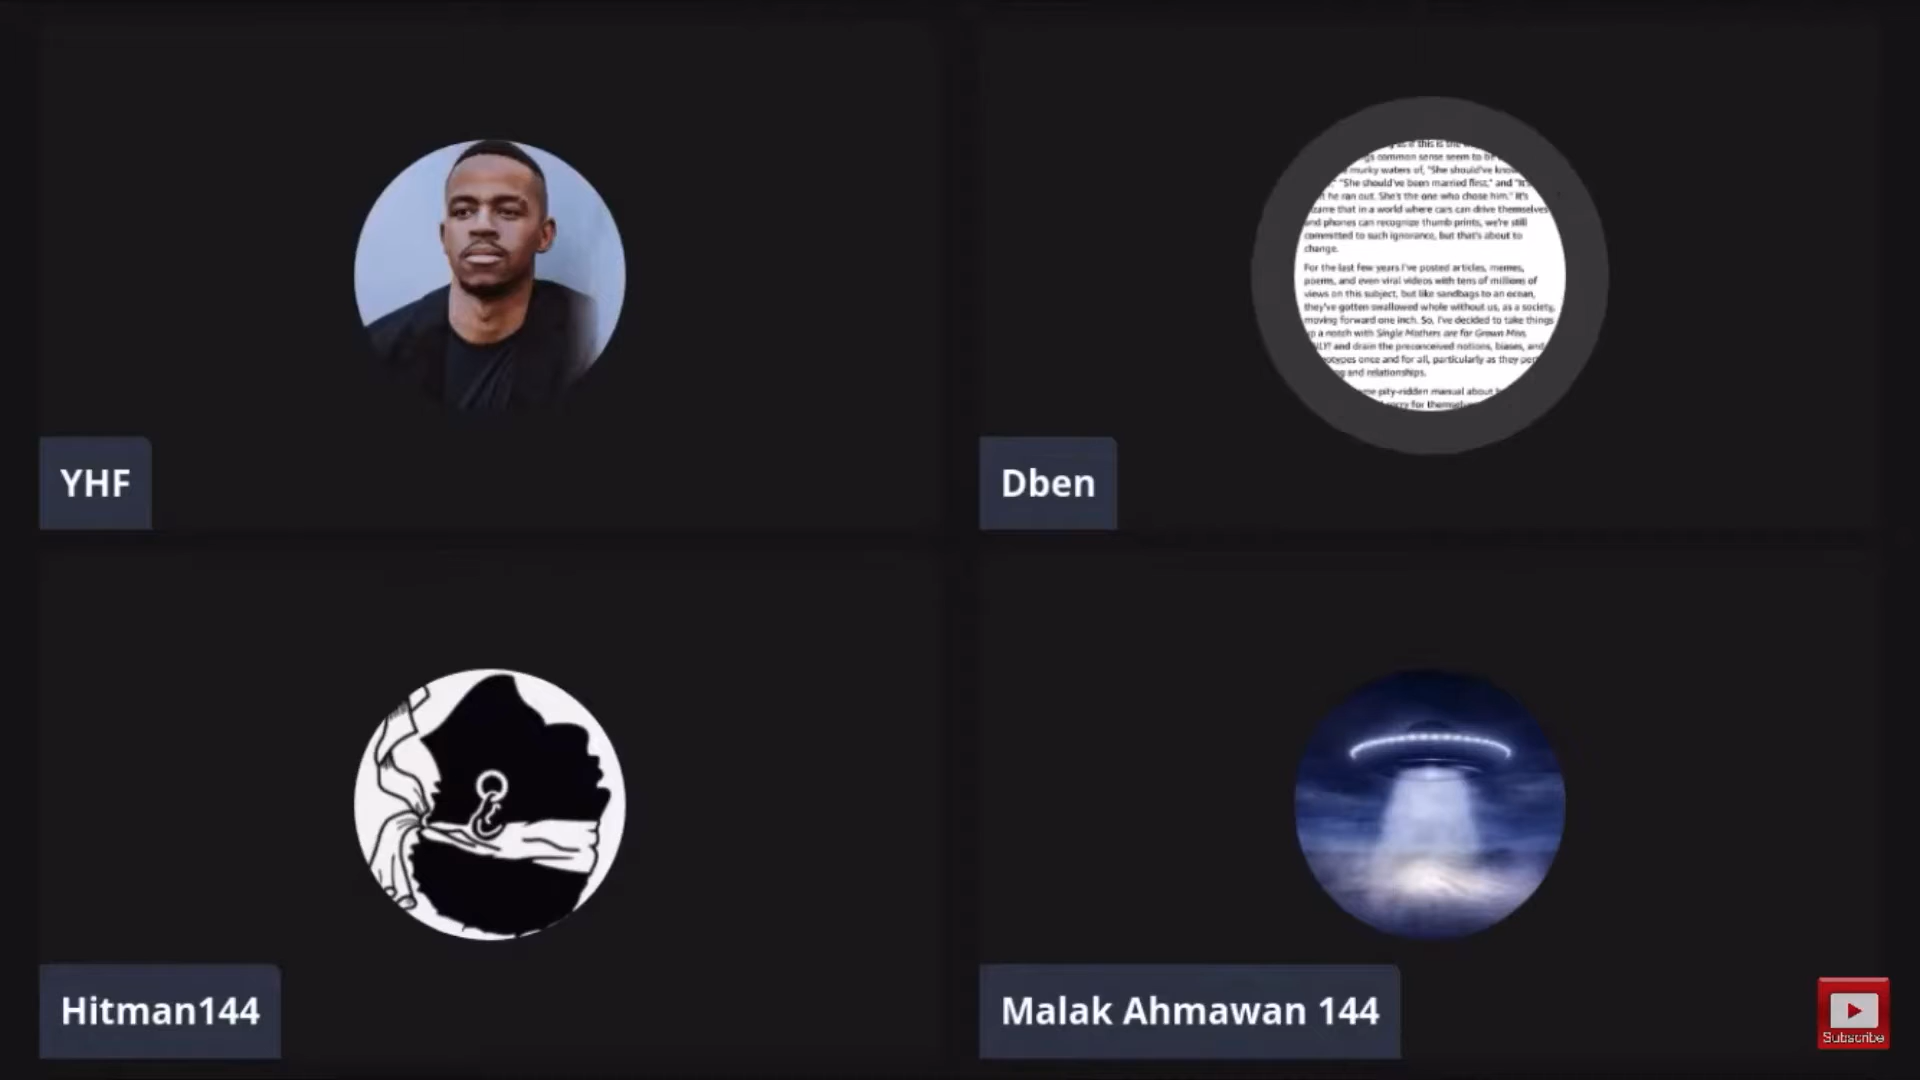 YHF
as if this is the
common sense seem to be
murky waters of, "She should've know
"She should've been married first," and "It's
he ran out. She's the one who chose him." It's
that in a world where cars can drive themselves
and phones can recognize thumb prints, we're still
committed to such ignorance, but that's about to
change.
For the last few years I've posted articles, memes,
poems, and even viral videos with tens of millions of
views on this subject, but like sandbags to an ocean,
they've gotten swallowed whole without us, as a society,
moving forward one inch. So, I've decided to take things
a notch with Single Mothers are for Grown Men,
and drain the preconceived notions, biases, and
once and for all, particularly as they
and relationships.
pity-ridden manual about
for
Dben
Hitman144
Malak Ahmawan 144
Subscribe